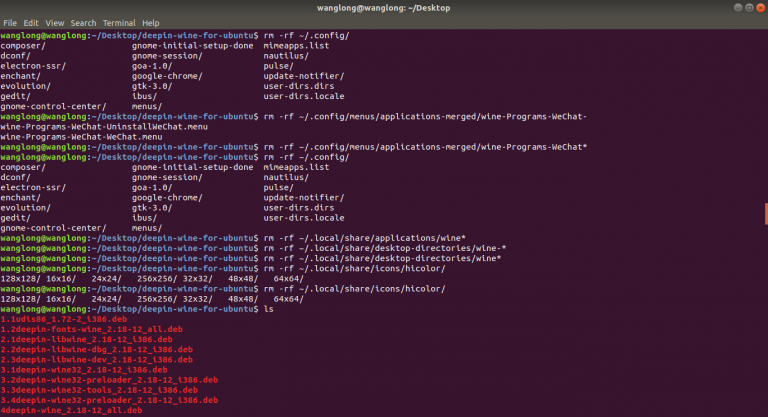 wanglong@wanglong: ~/Desktop
File Edit View Search Terminal Help
wanglong@wanglong:~/Desktop/deepin-wine-for-ubuntu$ rm -rf ~/.config/
composer/ gnome-initial-setup-done mimeapps.list
dconf/ gnome-session/ nautilus/
electron-ssr/ goa-1.0/ pulse/
enchant/ google-chrome/ update-notifier/
evolution/ gtk-3.0/ user-dirs.dirs
gedit/ ibus/ user-dirs.locale
gnome-control-center/ menus/
wanglong@wanglong:~/Desktop/deepin-wine-for-ubuntu$ rm -rf ~/.config/menus/applications-merged/wine-Programs-WeChat-
wine-Programs-WeChat-UninstallWeChat.menu
wine-Programs-WeChat-WeChat.menu
wanglong@wanglong:~/Desktop/deepin-wine-for-ubuntu$ rm -rf ~/.config/menus/applications-merged/wine-Programs-WeChat*
wanglong@wanglong:~/Desktop/deepin-wine-for-ubuntu$ rm -rf ~/.config/
composer/ gnome-initial-setup-done mimeapps.list
dconf/ gnome-session/ nautilus/
electron-ssr/ goa-1.0/ pulse/
enchant/ google-chrome/ update-notifier/
evolution/ gtk-3.0/ user-dirs.dirs
gedit/ ibus/ user-dirs.locale
gnome-control-center/ menus/
wanglong@wanglong:~/Desktop/deepin-wine-for-ubuntu$ rm -rf ~/.local/share/applications/wine*
wanglong@wanglong:~/Desktop/deepin-wine-for-ubuntu$ rm -rf ~/.local/share/desktop-directories/wine-*
wanglong@wanglong:~/Desktop/deepin-wine-for-ubuntu$ rm -rf ~/.local/share/desktop-directories/wine*
wanglong@wanglong:~/Desktop/deepin-wine-for-ubuntu$ rm -rf ~/.local/share/icons/hicolor/
128x128/ 16x16/ 24x24/ 256x256/ 32x32/ 48x48/ 64x64/
wanglong@wanglong:~/Desktop/deepin-wine-for-ubuntu$ rm -rf ~/.local/share/icons/hicolor/
128x128/ 16x16/ 24x24/ 256x256/ 32x32/ 48x48/ 64x64/
wanglong@wanglong:~/Desktop/deepin-wine-for-ubuntu$ ls
1.1udis86_1.72-2_i386.deb
1.2deepin-fonts-wine_2.18-12_all.deb
2.1deepin-libwine_2.18-12_i386.deb
2.2deepin-libwine-dbg_2.18-12_i386.deb
2.3deepin-libwine-dev_2.18-12_i386.deb
3.1deepin-wine32_2.18-12_i386.deb
3.2deepin-wine32-preloader_2.18-12_i386.deb
3.3deepin-wine32-tools_2.18-12_i386.deb
3.4deepin-wine32-preloader_2.18-12_i386.deb
4deepin-wine_2.18-12_all.deb